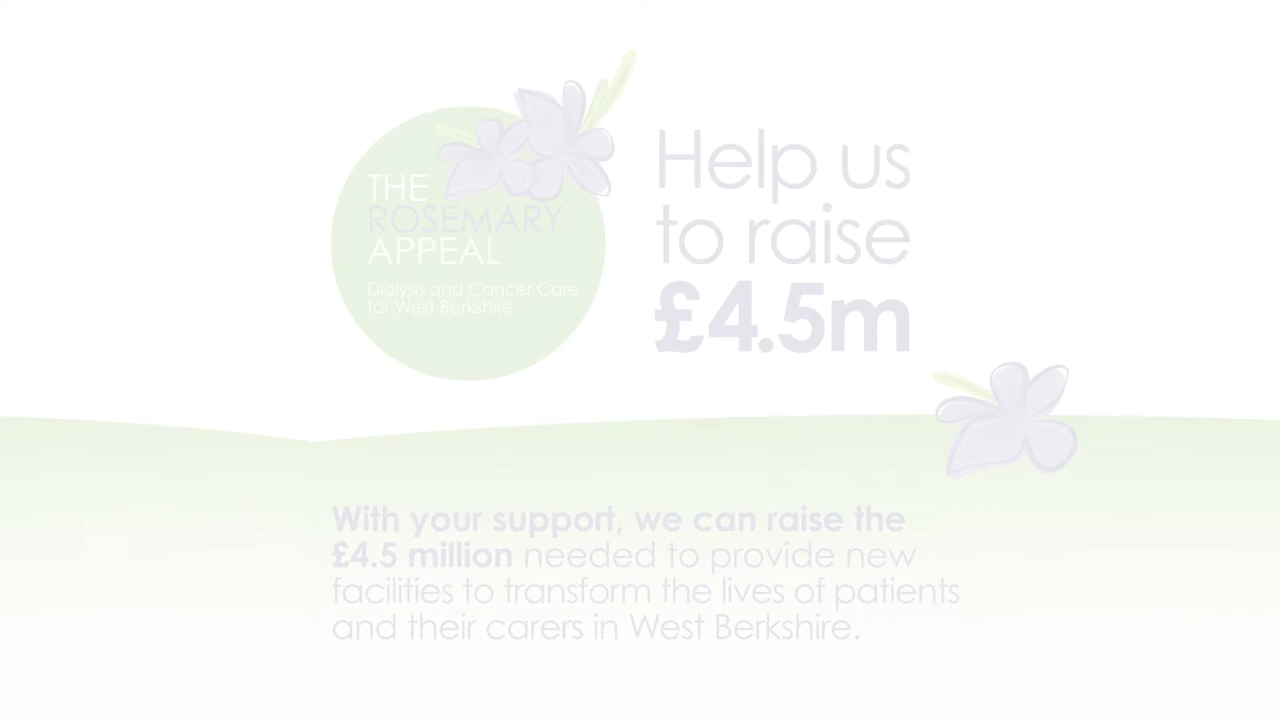 THE
ROSEMARY
APPEAL
Dialysis and Cancer Care
for West Berkshire
Help us
to raise
£4.5m
With your support, we can raise the
£4.5 million needed to provide new
facilities to transform the lives of patients
and their carers in West Berkshire.